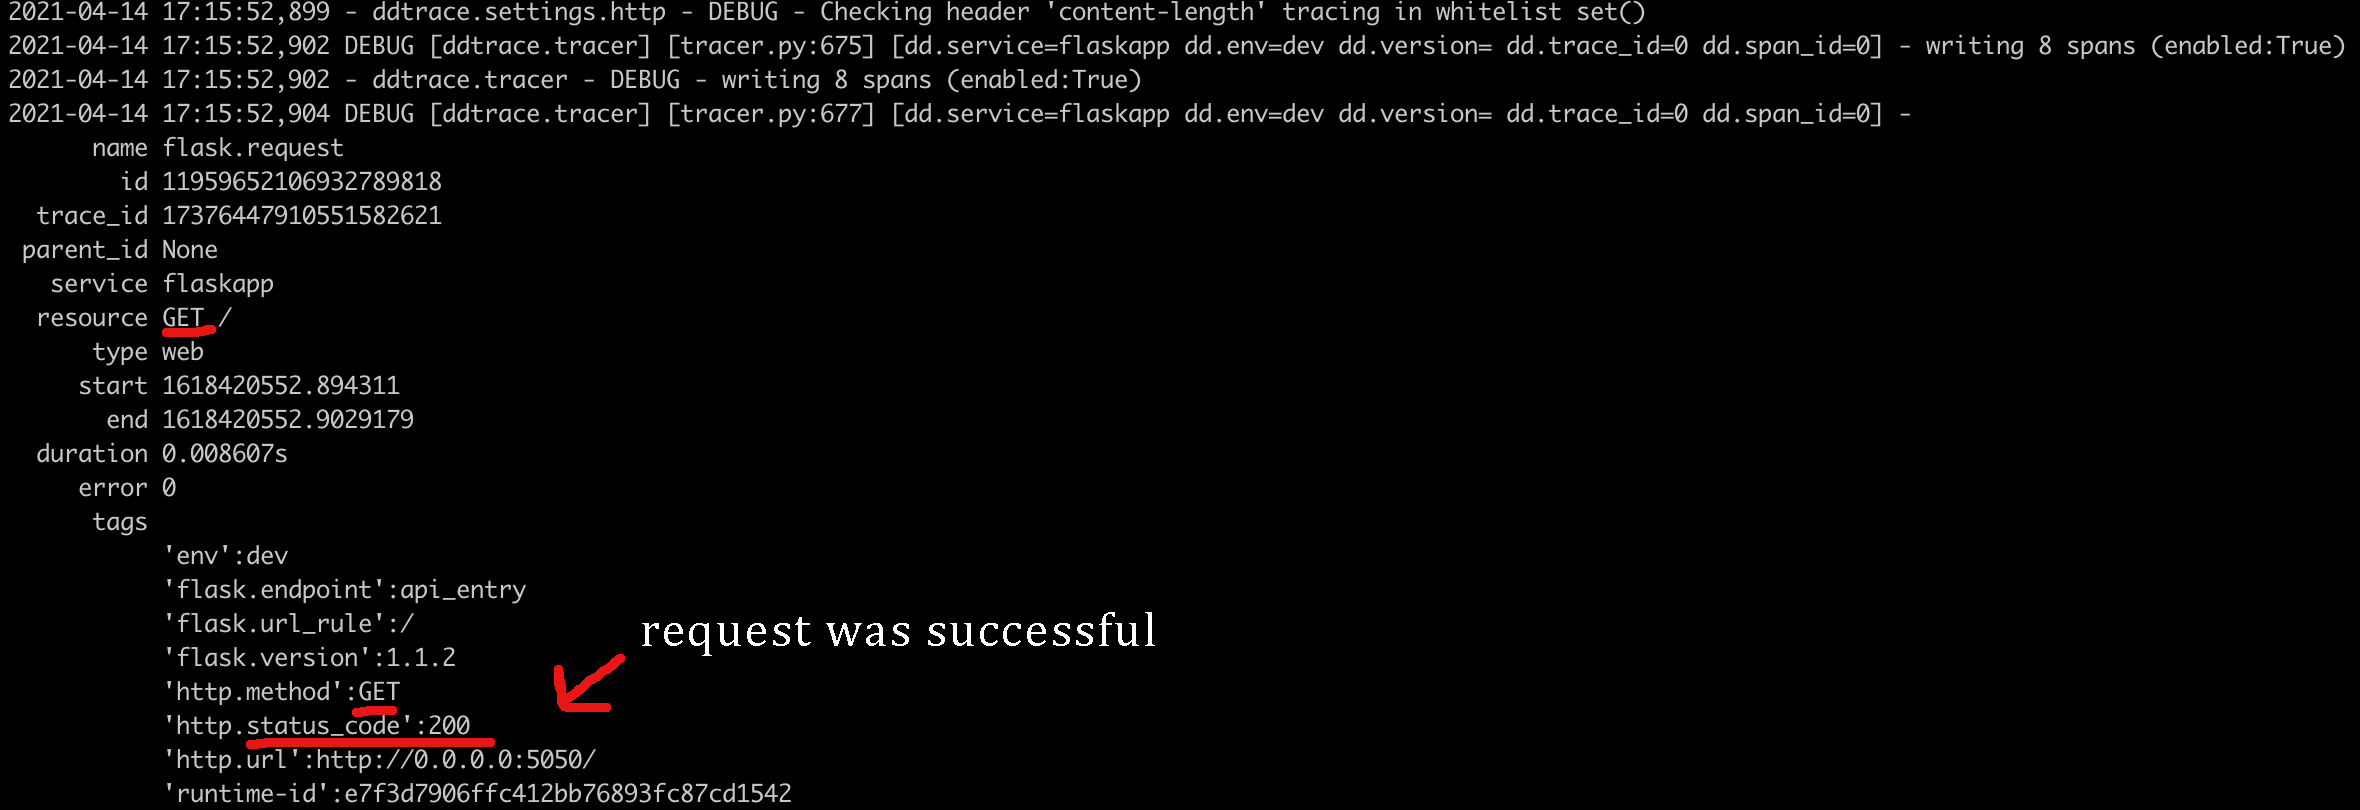 2021-04-14 17:15:52,899 - ddtrace.settings.http - DEBUG - Checking header 'content-length' tracing in whitelist set()
2021-04-14 17:15:52,902 DEBUG [ddtrace.tracer] [tracer.py:675] [dd.service=flaskapp dd.env=dev dd.version= dd.trace_id=0 dd.span_id=0] - writing 8 spans (enabled:True)
2021-04-14 17:15:52,902 - ddtrace.tracer - DEBUG - writing 8 spans (enabled:True)
2021-04-14 17:15:52,904 DEBUG [ddtrace.tracer] [tracer.py:677] [dd.service=flaskapp dd.env=dev dd.version= dd.trace_id=0 dd.span_id=0] -
name flask.request
id 11959652106932789818
trace_id 17376447910551582621
parent_id None
service flaskapp
resource GET /
type web
start 1618420552.894311
end 1618420552.9029179
duration 0.008607s
error 0
tags
'env':dev
'flask.endpoint':api_entry
'flask.url_rule':/
request was successful
'flask.version':1.1.2
'http.method':GET
'http.status_code':200
'http.url':http://0.0.0.0:5050/
'runtime-id':e7f3d7906ffc412bb76893fc87cd1542